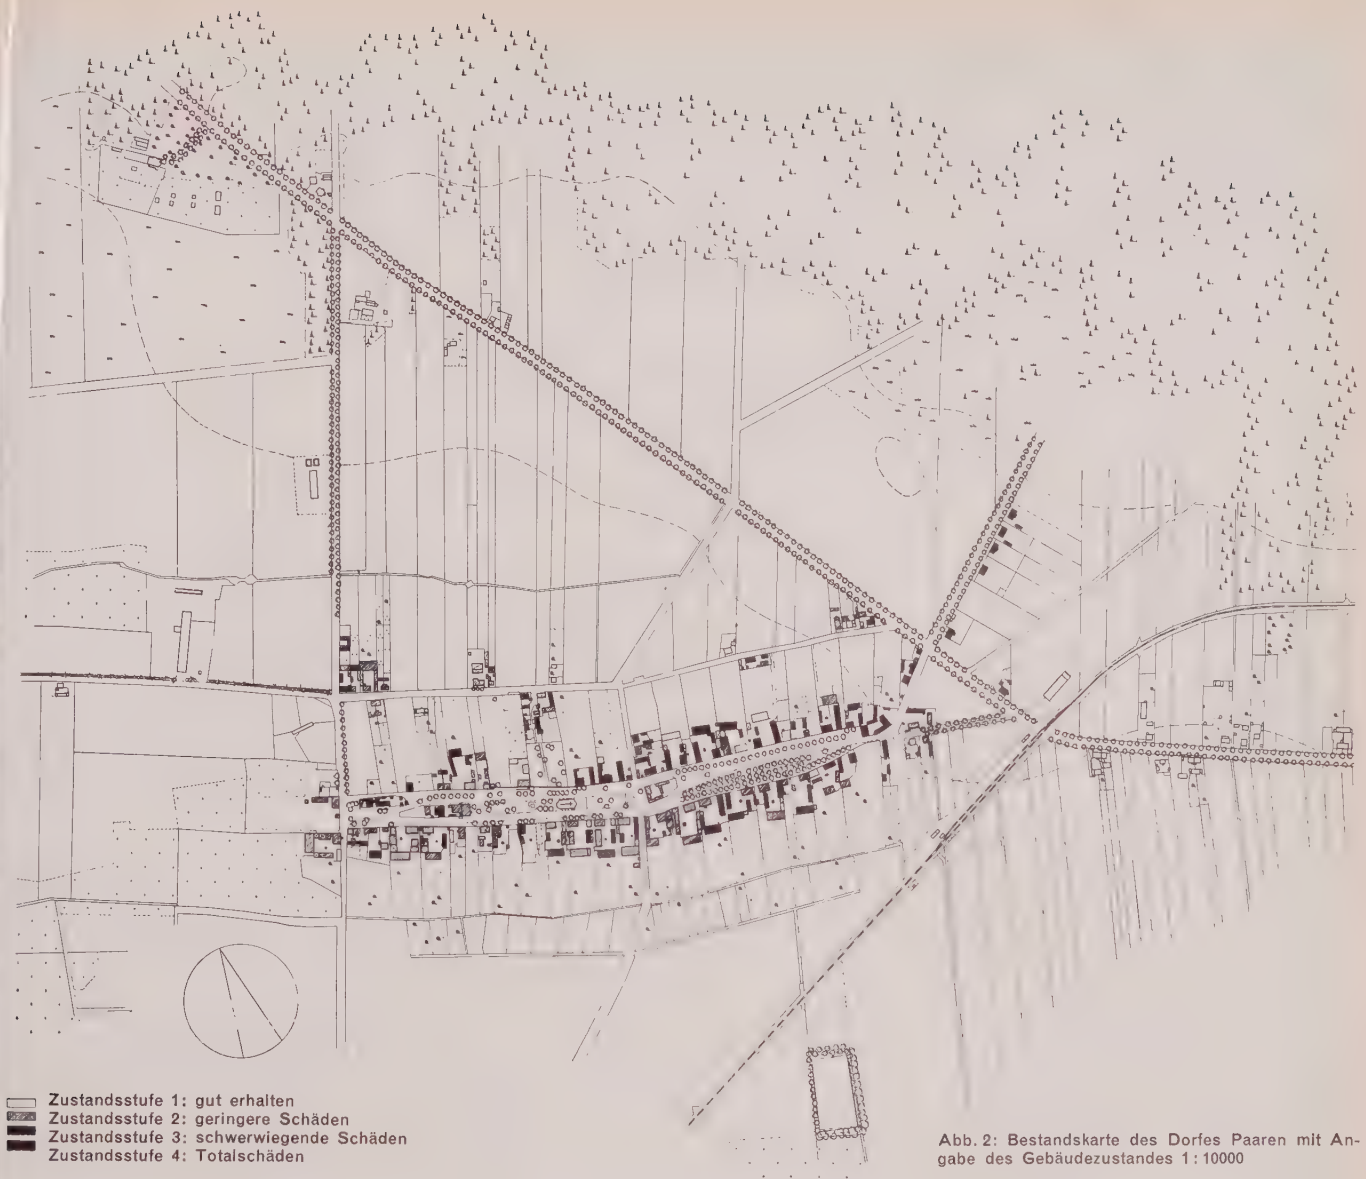 Zustandsstufe 1: gut erhalten
Zustandsstufe 2: geringere Schäden
Zustandsstufe 3: schwerwiegende Schäden
Zustandsstufe 4: Totalschäden
Abb. 2: Bestandskarte des Dorfes Paaren mit An-
gabe des Gebäudezustandes 1:10000